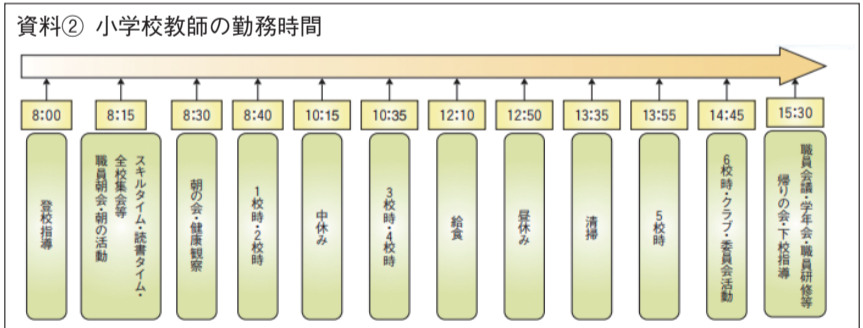 資料② 小学校教師の勤務時間
8:00
8:15
8:30
8:40
10:15
10:35
12:10
12:50
13:35
13:55
14:45
15:30
登校指導
スキルタイム・読書タイム・
全校集会等
職員朝会・朝の活動
朝の会・健康観察
1校時・2校時
中休み
3校時・4校時
給食
昼休み
清掃
5校時
6校時・クラブ・委員会活動
職員会議・学年会・職員研修等
帰りの会・下校指導